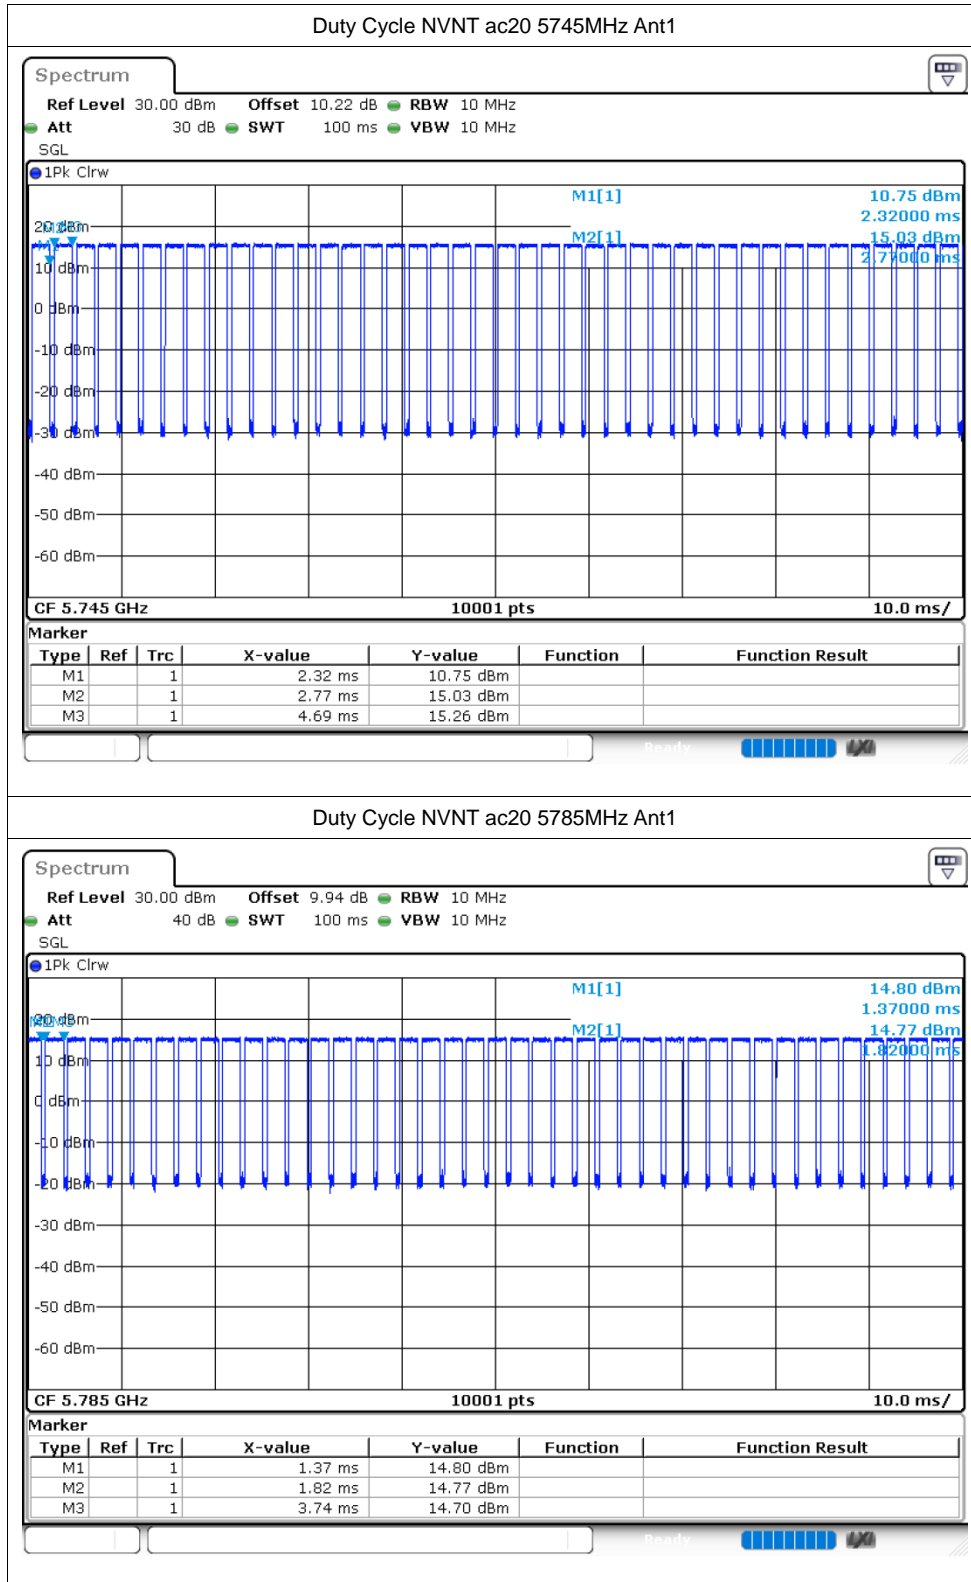 Duty Cycle NVNT ac20 5745MHz Ant1
Spectrum
Ref Level 30.00 dBm Offset 10.22 dB RBW 10 MHz
Att 30 dB SWT 100 ms VBW 10 MHz
SGL
1Pk Clrw
M1[1] 10.75 dBm
2.32000 ms
20 dBm
M2[1] 15.03 dBm
2.77000 ms
10 dBm
0 dBm
-10 dBm
-20 dBm
-30 dBm
-40 dBm
-50 dBm
-60 dBm
CF 5.745 GHz 10001 pts 10.0 ms/
Marker
Type Ref Trc X-value Y-value Function Function Result
M1 1 2.32 ms 10.75 dBm
M2 1 2.77 ms 15.03 dBm
M3 1 4.69 ms 15.26 dBm
Ready LXI
Duty Cycle NVNT ac20 5785MHz Ant1
Spectrum
Ref Level 30.00 dBm Offset 9.94 dB RBW 10 MHz
Att 40 dB SWT 100 ms VBW 10 MHz
SGL
1Pk Clrw
M1[1] 14.80 dBm
1.37000 ms
20 dBm
M2[1] 14.77 dBm
1.82000 ms
10 dBm
0 dBm
-10 dBm
-20 dBm
-30 dBm
-40 dBm
-50 dBm
-60 dBm
CF 5.785 GHz 10001 pts 10.0 ms/
Marker
Type Ref Trc X-value Y-value Function Function Result
M1 1 1.37 ms 14.80 dBm
M2 1 1.82 ms 14.77 dBm
M3 1 3.74 ms 14.70 dBm
Ready LXI